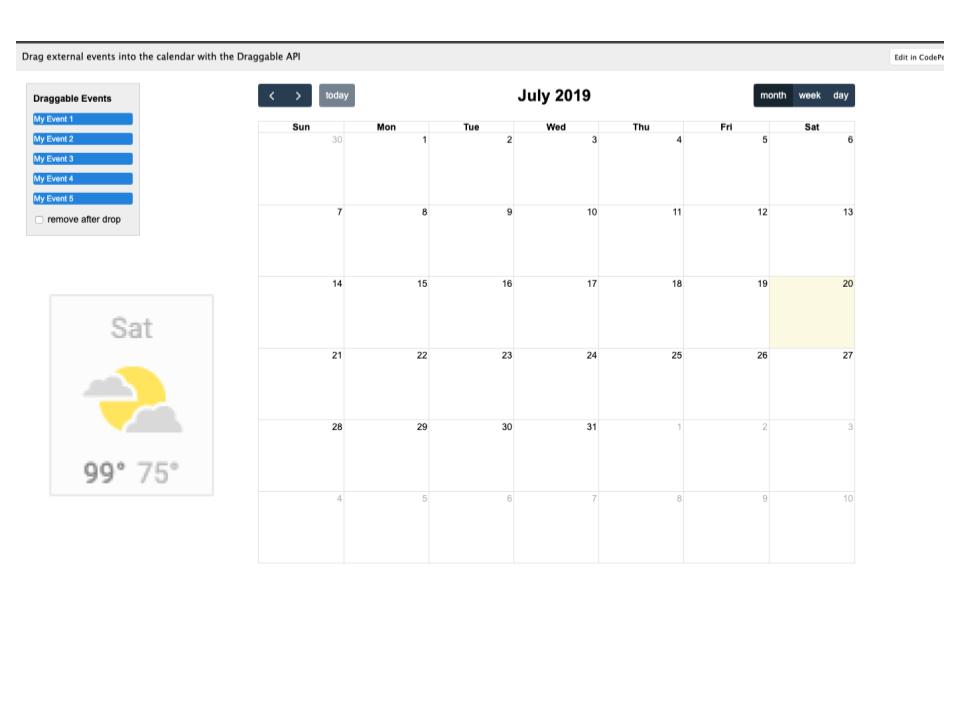 Drag external events into the calendar with the Draggable API
Edit in CodePe
Draggable Events
My Event 1
My Event 2
My Event 3
My Event 4
My Event 5
remove after drop
Sat
99° 75°
< > today July 2019 month week day
Sun Mon Tue Wed Thu Fri Sat
30 1 2 3 4 5 6
7 8 9 10 11 12 13
14 15 16 17 18 19 20
21 22 23 24 25 26 27
28 29 30 31 1 2 3
4 5 6 7 8 9 10